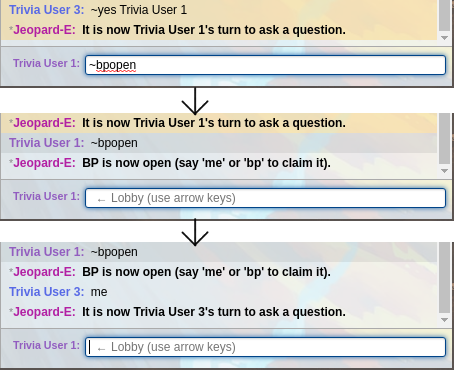 Trivia User 3: ~yes Trivia User 1
*Jeopard-E: It is now Trivia User 1's turn to ask a question.
Trivia User 1: ~bpopen
*Jeopard-E: It is now Trivia User 1's turn to ask a question.
Trivia User 1: ~bpopen
*Jeopard-E: BP is now open (say 'me' or 'bp' to claim it).
Trivia User 1: ← Lobby (use arrow keys)
Trivia User 1: ~bpopen
*Jeopard-E: BP is now open (say 'me' or 'bp' to claim it).
Trivia User 3: me
*Jeopard-E: It is now Trivia User 3's turn to ask a question.
Trivia User 1: ← Lobby (use arrow keys)